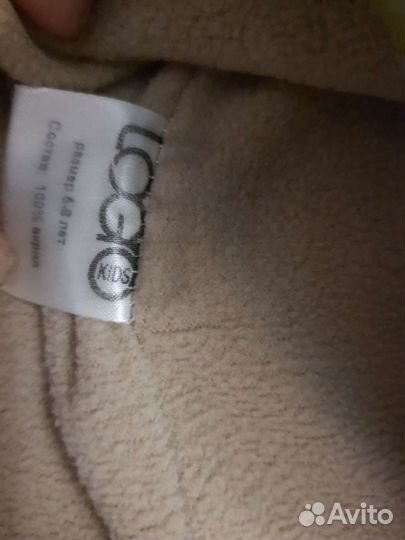 LOGO
KIDS
размер 6-8 лет
Состав 100% акрил
Avito